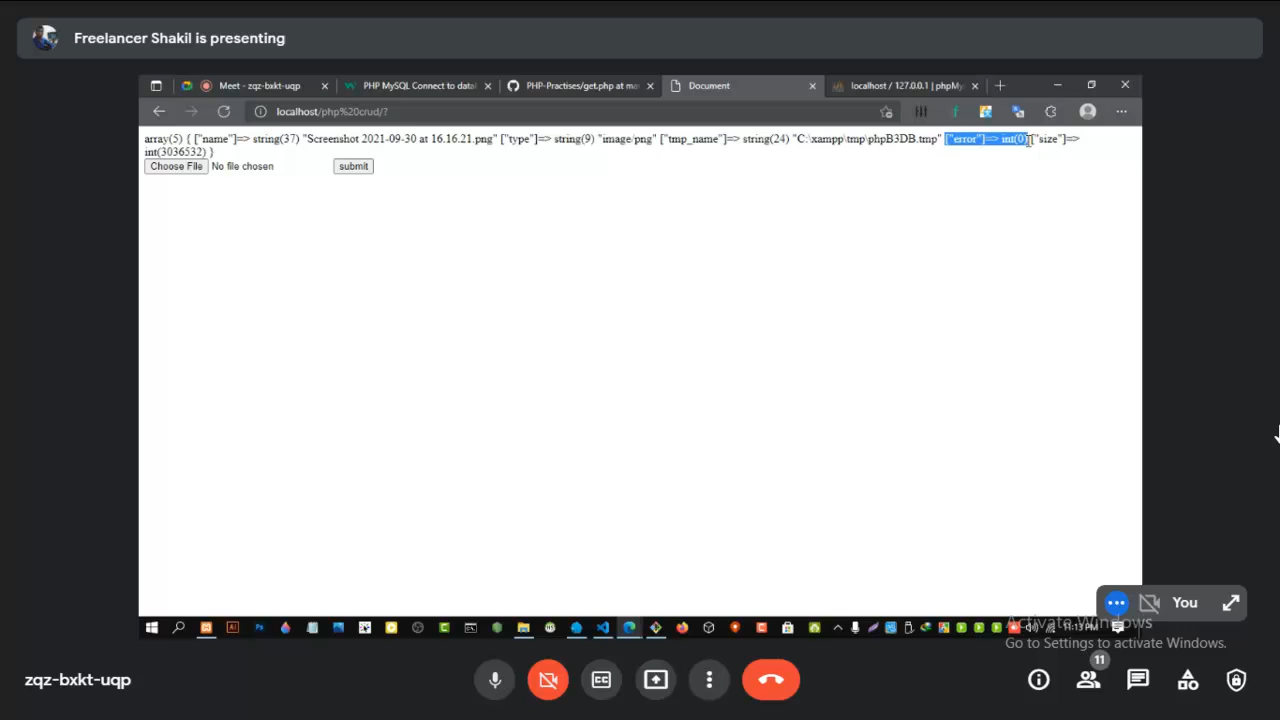 Freelancer Shakil is presenting
Meet - zqz-bxkt-uqp
PHP MySQL Connect to datal
PHP-Practises/get.php at mas
Document
localhost / 127.0.0.1 | phpMy
localhost/php%20crud/?
array(5) { ["name"]=> string(37) "Screenshot 2021-09-30 at 16.16.21.png" ["type"]=> string(9) "image/png" ["tmp_name"]=> string(24) "C:\xampp\tmp\phpB3DB.tmp" ["error"]=> int(0) ["size"]=>
int(3036532) }
Choose File No file chosen submit
You
Activate Windows
Go to Settings to activate Windows.
11
zqz-bxkt-uqp